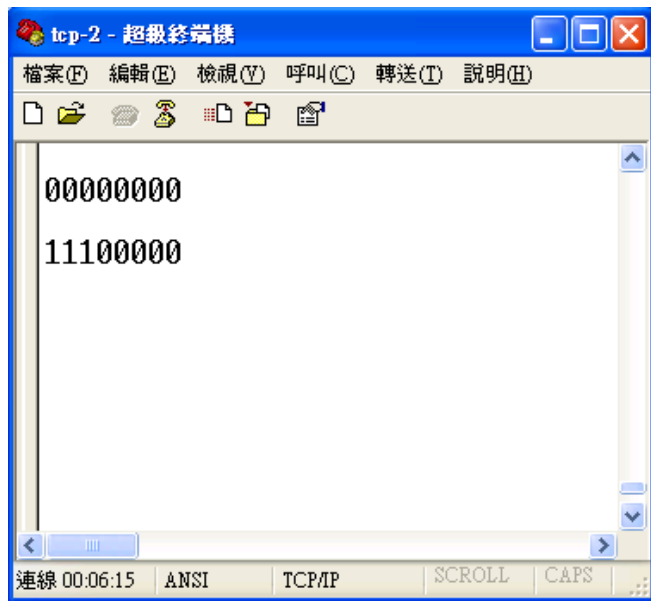 tcp-2 - 超級終端機
檔案(F) 編輯(E) 檢視(V) 呼叫(C) 轉送(T) 說明(H)
00000000
11100000
連線 00:06:15 ANSI TCP/IP SCROLL CAPS